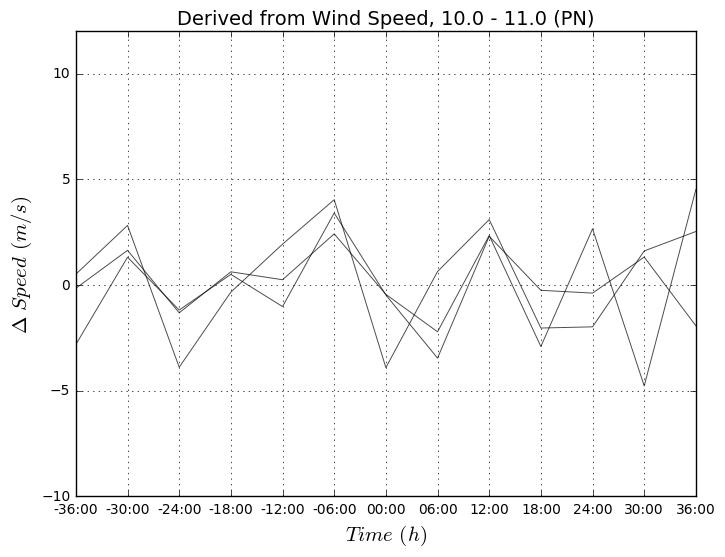 Derived from Wind Speed, 10.0 - 11.0 (PN)
10
5
0
−5
−10
Δ Speed (m/s)
-36:00 -30:00 -24:00 -18:00 -12:00 -06:00 00:00 06:00 12:00 18:00 24:00 30:00 36:00
Time (h)